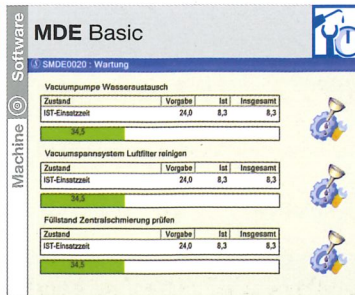 Machine Software
MDE Basic
SMDE0020 : Wartung
Vacuumpumpe Wasseraustausch
Zustand Vorgabe Ist Insgesamt
IST-Einsatzzeit 24,0 8,3 8,3
34,5
Vacuumspannsystem Luftfilter reinigen
Zustand Vorgabe Ist Insgesamt
IST-Einsatzzeit 24,0 8,3 8,3
34,5
Füllstand Zentralschmierung prüfen
Zustand Vorgabe Ist Insgesamt
IST-Einsatzzeit 24,0 8,3 8,3
34,5